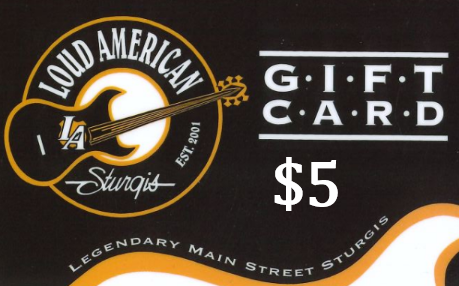 LOUD AMERICAN
LA
Sturgis
EST. 2001
G·I·F·T
C·A·R·D
$5
LEGENDARY MAIN STREET STURGIS